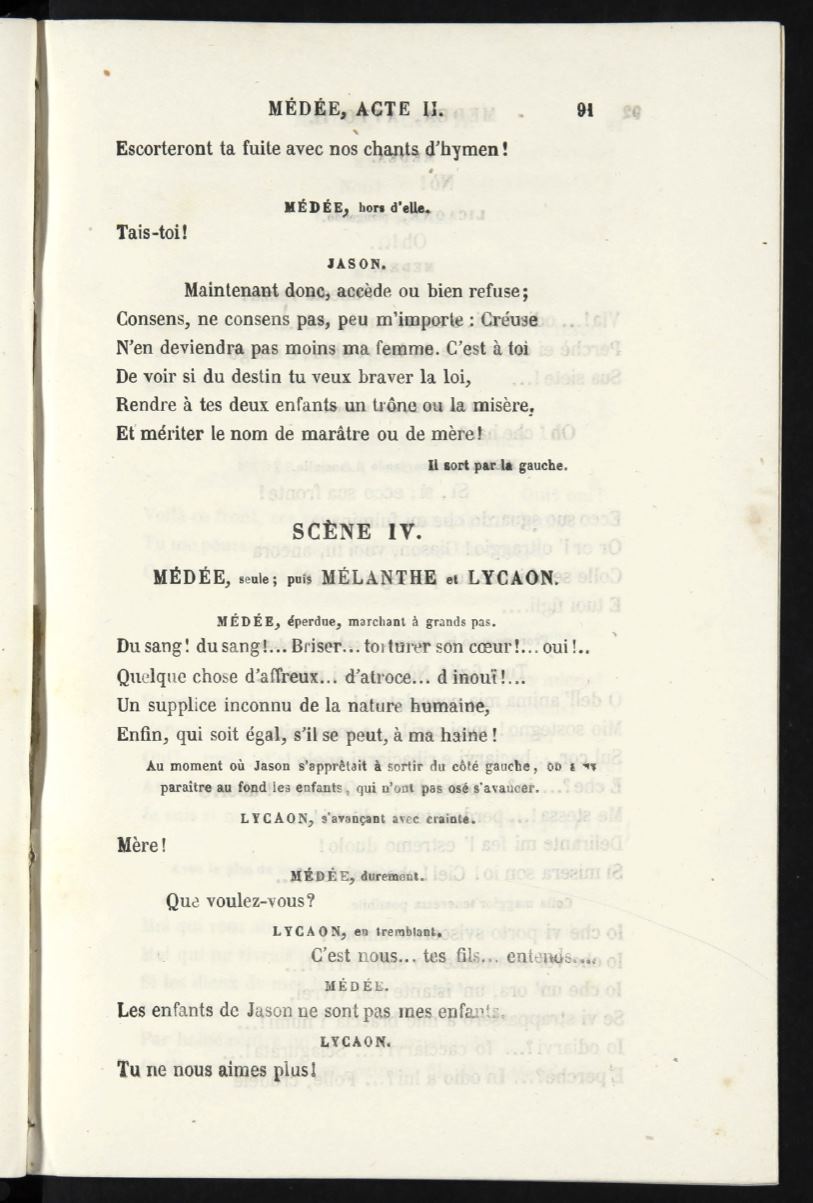 MÉDÉE, ACTE II. 91
Escorteront ta fuite avec nos chants d'hymen!
MÉDÉE, hors d'elle.
Tais-toi!
JASON.
Maintenant donc, accède ou bien refuse;
Consens, ne consens pas, peu m'importe : Créuse
N'en deviendra pas moins ma femme. C'est à toi
De voir si du destin tu veux braver la loi,
Rendre à tes deux enfants un trône ou la misère,
Et mériter le nom de marâtre ou de mère!
Il sort par la gauche.
SCÈNE IV.
MÉDÉE, seule; puis MÉLANTHE et LYCAON.
MÉDÉE, éperdue, marchant à grands pas.
Du sang! du sang!... Briser... torturer son cœur!... oui!..
Quelque chose d'affreux... d'atroce... d inouï!...
Un supplice inconnu de la nature humaine,
Enfin, qui soit égal, s'il se peut, à ma haine!
Au moment où Jason s'apprêtait à sortir du côté gauche, on a vu
paraître au fond les enfants, qui n'ont pas osé s'avancer.
LYCAON, s'avançant avec crainte.
Mère!
MÉDÉE, durement.
Que voulez-vous?
LYCAON, en tremblant.
C'est nous... tes fils... entends....
MÉDÉE.
Les enfants de Jason ne sont pas mes enfants.
LYCAON.
Tu ne nous aimes plus!